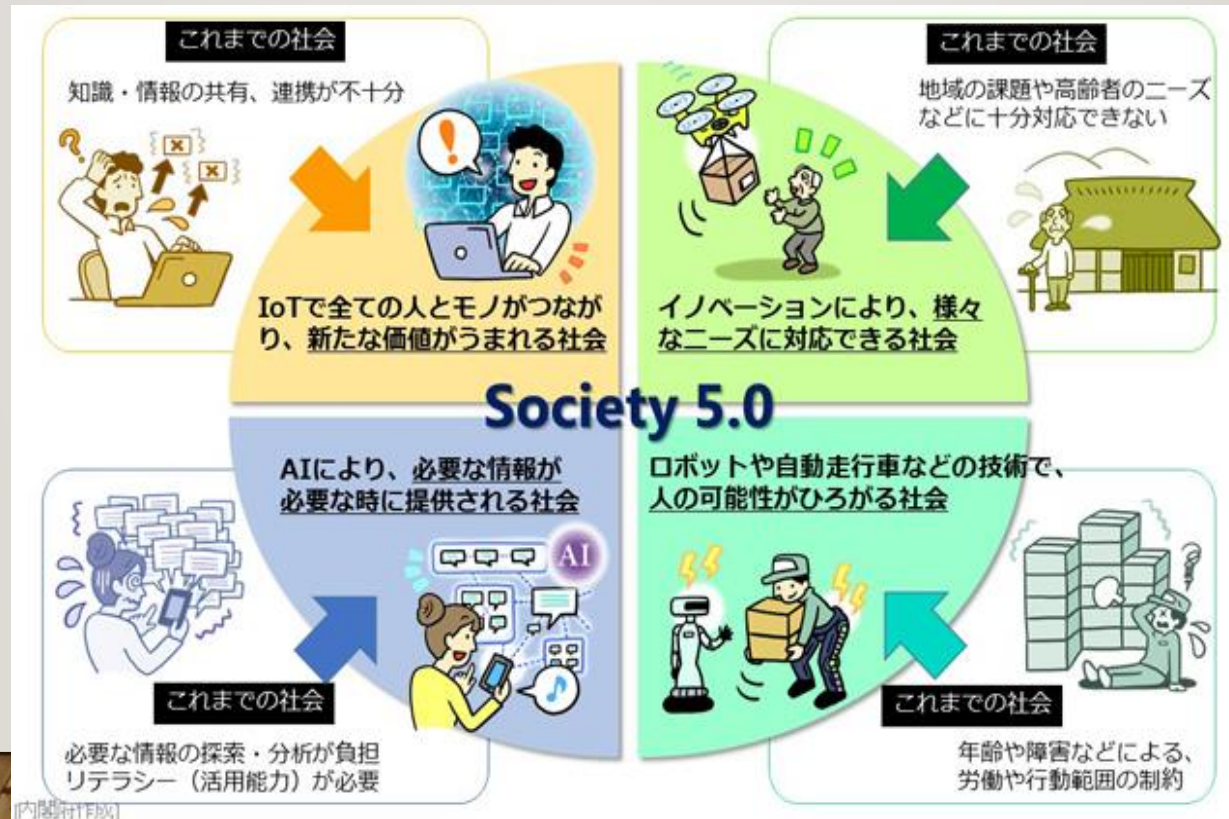 これまでの社会
知識・情報の共有、連携が不十分
IoTで全ての人とモノがつなが
り、新たな価値がうまれる社会
これまでの社会
地域の課題や高齢者のニーズ
などに十分対応できない
イノベーションにより、様々
なニーズに対応できる社会
Society 5.0
AIにより、必要な情報が
必要な時に提供される社会
AI
これまでの社会
必要な情報の探索・分析が負担
リテラシー（活用能力）が必要
ロボットや自動走行車などの技術で、
人の可能性がひろがる社会
これまでの社会
年齢や障害などによる、
労働や行動範囲の制約
[内閣府作成]